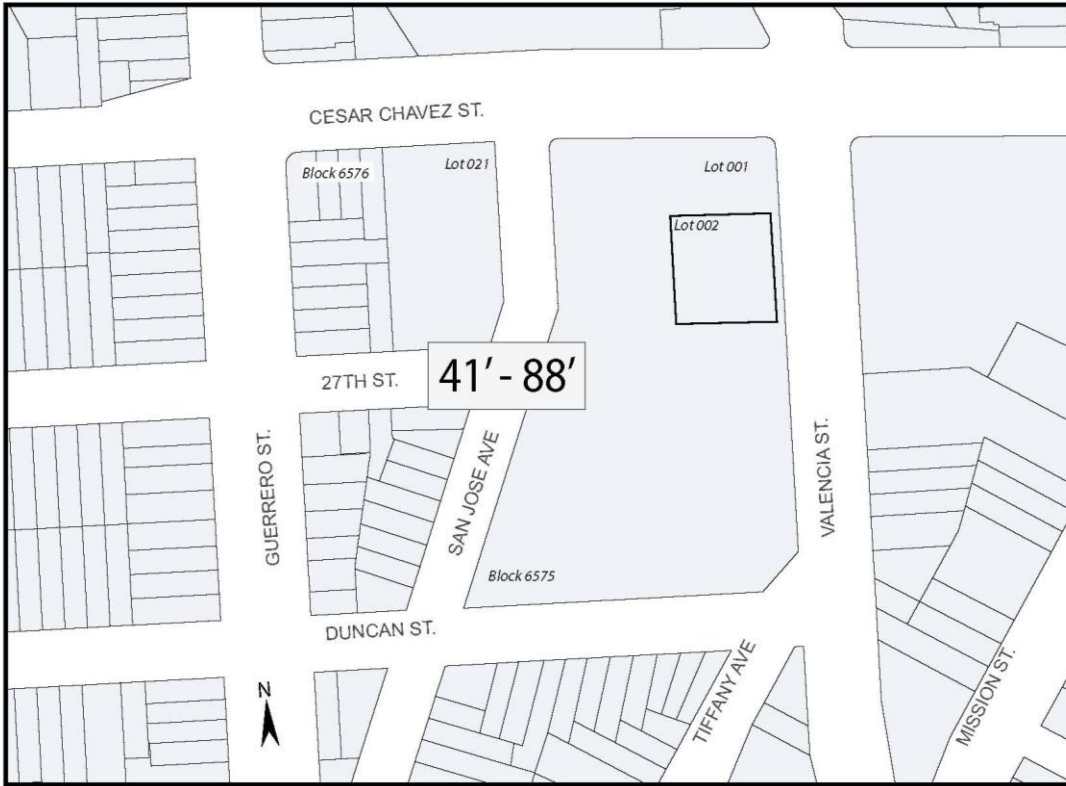 CESAR CHAVEZ ST.
Block 6576
Lot 021
Lot 001
Lot 002
27TH ST.
41' - 88'
GUERRERO ST.
SAN JOSE AVE
VALENCIA ST.
Block 6575
DUNCAN ST.
TIFFANY AVE
MISSION ST.
N